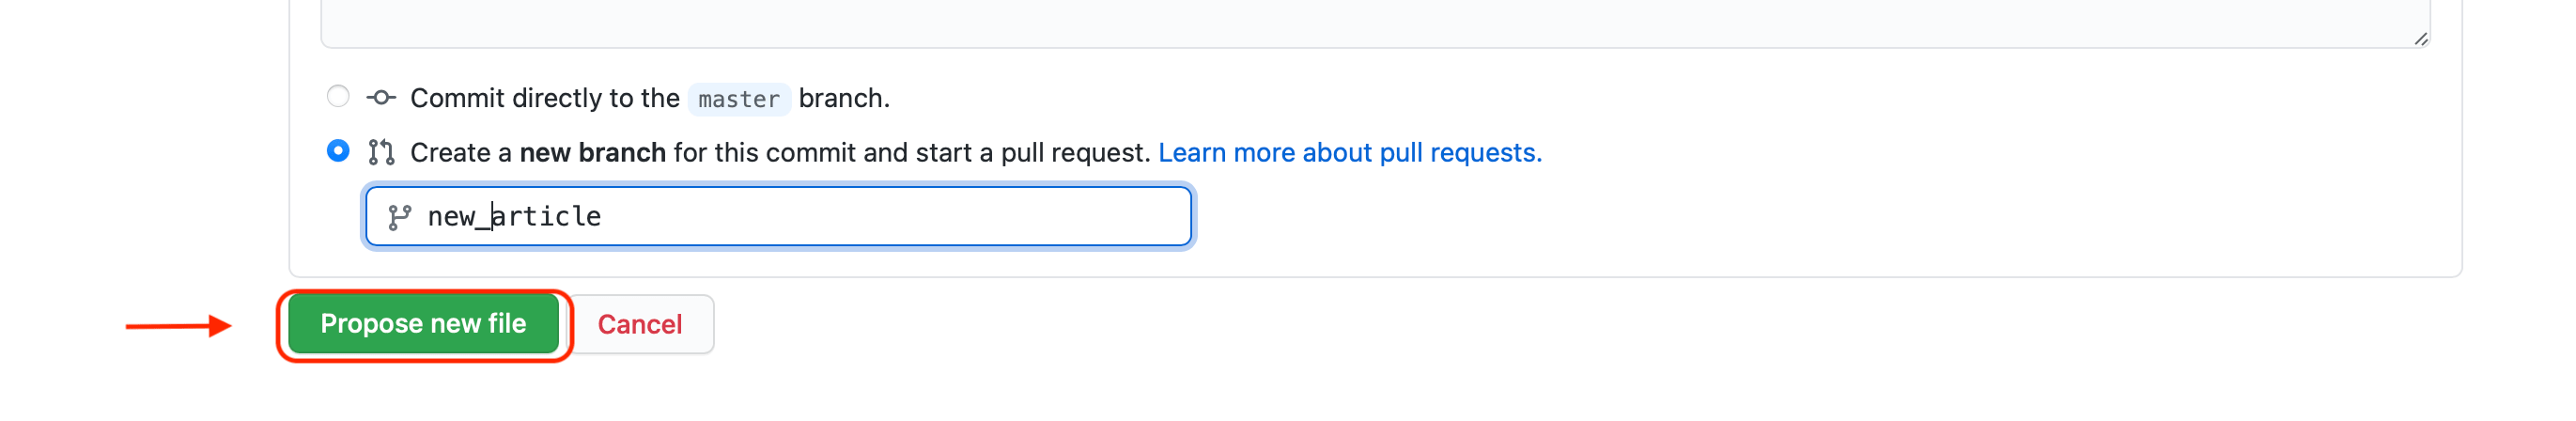 Commit directly to the master branch.
Create a new branch for this commit and start a pull request. Learn more about pull requests.
new_article
Propose new file Cancel